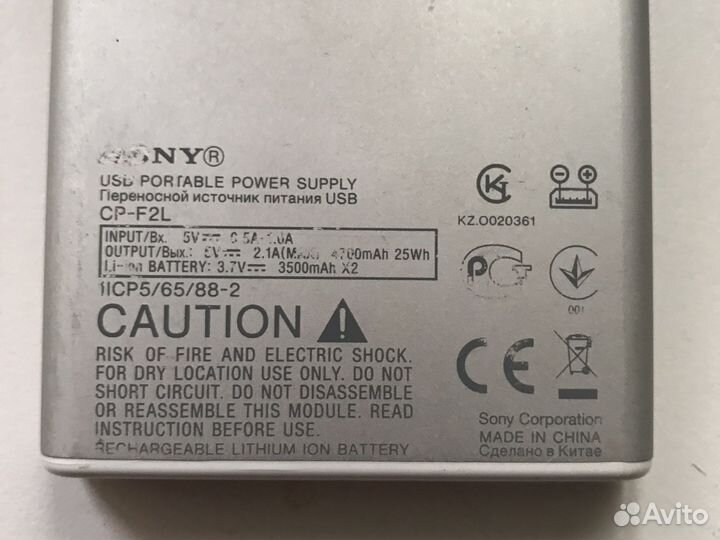 SONY®
USB PORTABLE POWER SUPPLY
Переносной источник питания USB
CP-F2L
INPUT/Вх. 5V 0.5A-1.0A
OUTPUT/Вых.: 5V 2.1A(MAX) 4700mAh 25Wh
Li-ion BATTERY: 3.7V 3500mAh X2
1ICP5/65/88-2
CAUTION
RISK OF FIRE AND ELECTRIC SHOCK.
FOR DRY LOCATION USE ONLY. DO NOT
SHORT CIRCUIT. DO NOT DISASSEMBLE
OR REASSEMBLE THIS MODULE. READ
INSTRUCTION BEFORE USE.
RECHARGEABLE LITHIUM ION BATTERY
KZ.O020361
001
CE
Sony Corporation
MADE IN CHINA
Сделано в Китае
Avito